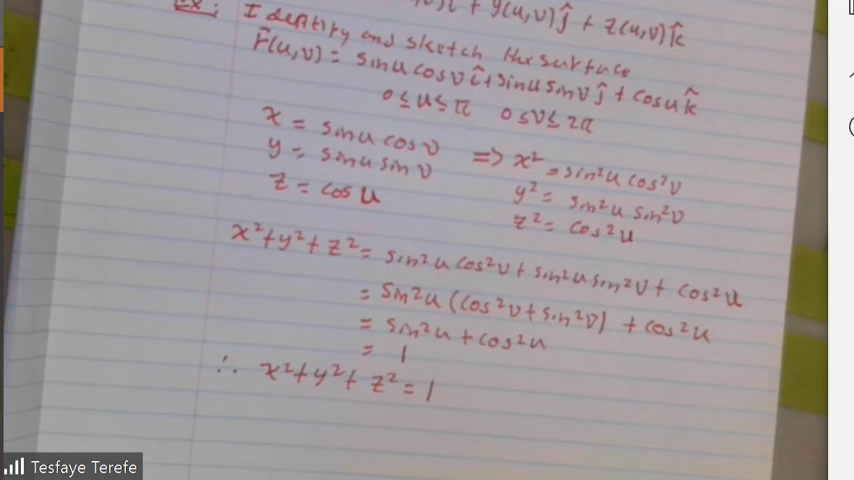 + y(u,v)ĵ + z(u,v)k̂
Ex: Identify and sketch the surface
r̄(u,v) = sinu cosv î + sinu sinv ĵ + cosu k̂
0 ≤ u ≤ π 0 ≤ v ≤ 2π
x = sinu cosv => x² = sin²u cos²v
y = sinu sinv y² = sin²u sin²v
z = cosu z² = cos²u
x²+y²+z² = sin²u cos²v + sin²u sin²v + cos²u
= sin²u (cos²v + sin²v) + cos²u
= sin²u + cos²u
= 1
∴ x²+y²+z² = 1
Tesfaye Terefe